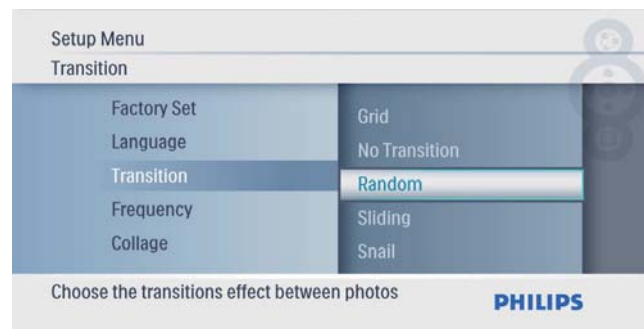 Setup Menu
Transition
Factory Set
Language
Transition
Frequency
Collage
Grid
No Transition
Random
Sliding
Snail
Choose the transitions effect between photos
PHILIPS